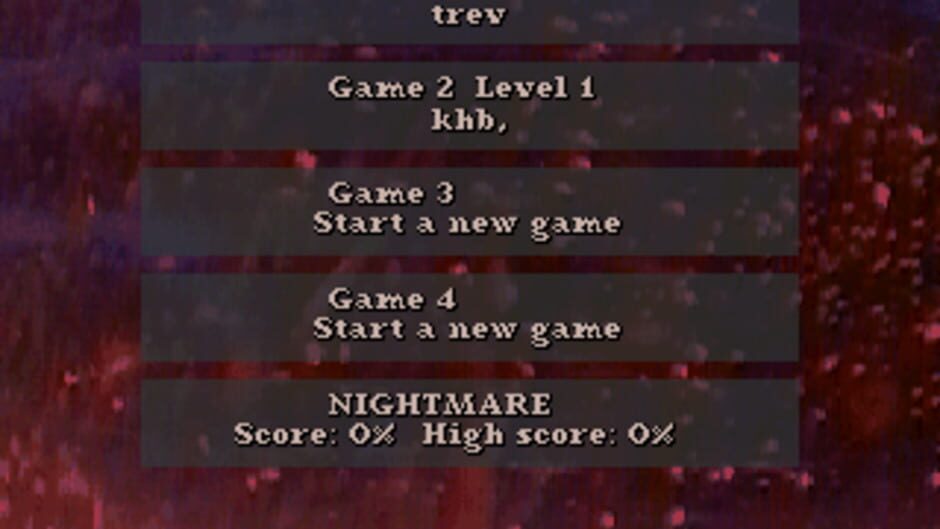 trev
Game 2 Level 1
khb,
Game 3
Start a new game
Game 4
Start a new game
NIGHTMARE
Score: 0% High score: 0%